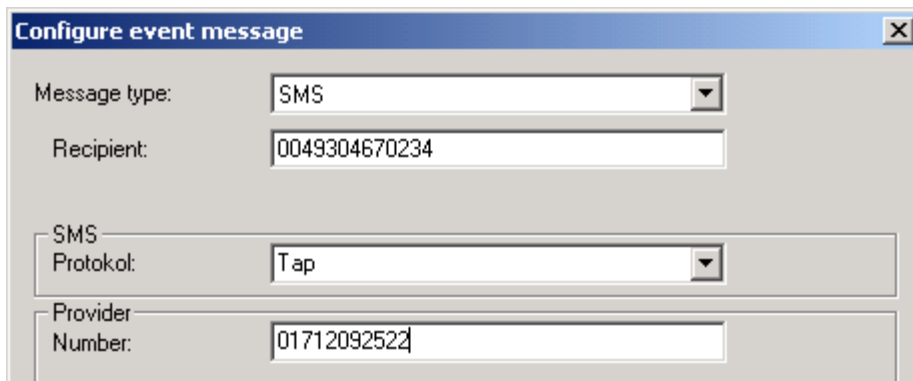 Configure event message
Message type: SMS
Recipient: 0049304670234
SMS
Protokol: Tap
Provider
Number: 01712092522